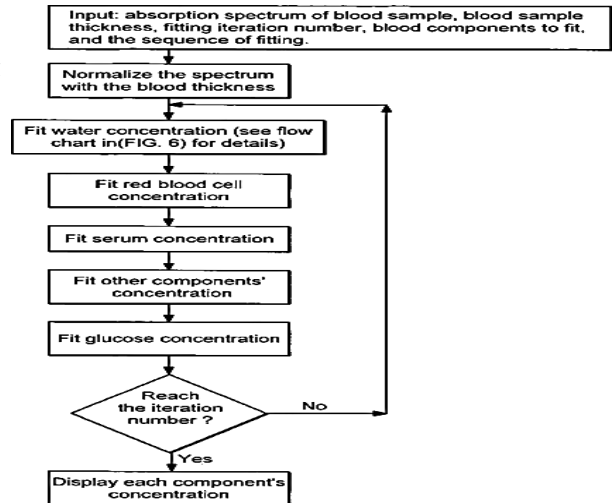 Input: absorption spectrum of blood sample, blood sample
thickness, fitting iteration number, blood components to fit,
and the sequence of fitting.
Normalize the spectrum
with the blood thickness
Fit water concentration (see flow
chart in(FIG. 6) for details)
Fit red blood cell
concentration
Fit serum concentration
Fit other components'
concentration
Fit glucose concentration
Reach
the iteration
number ?
No
Yes
Display each component's
concentration